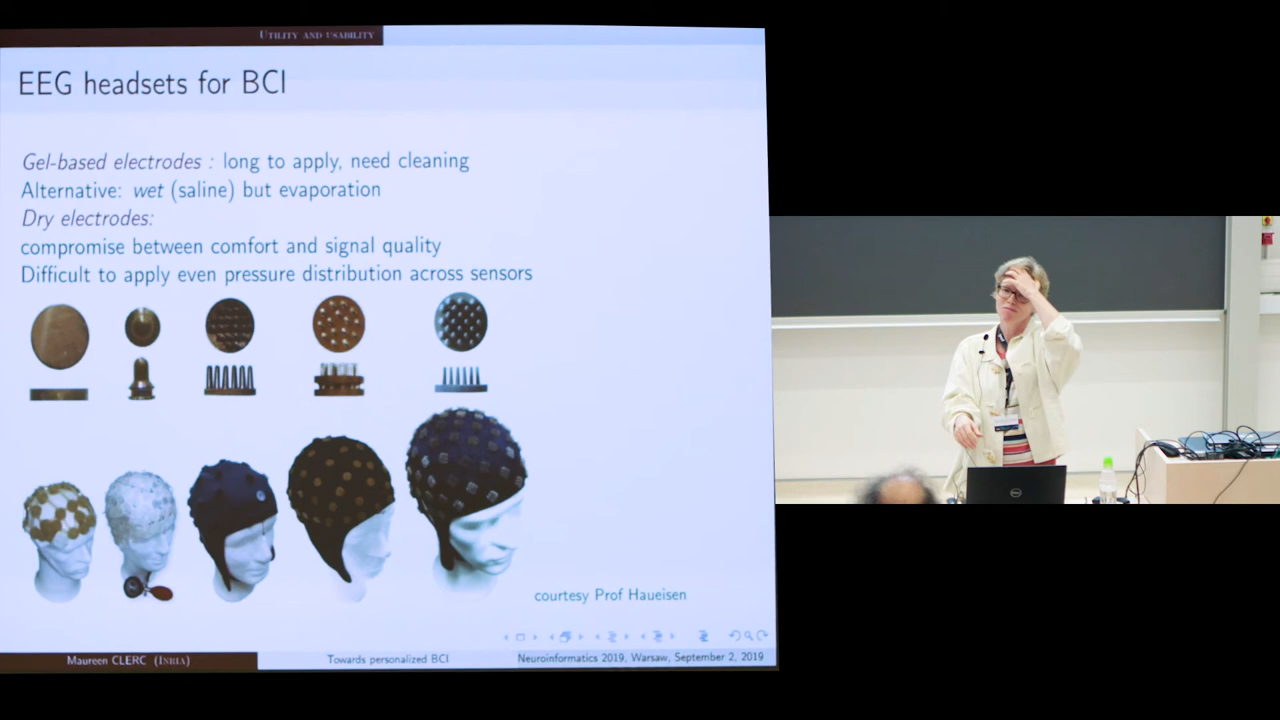 Utility and usability
EEG headsets for BCI
Gel-based electrodes : long to apply, need cleaning
Alternative: wet (saline) but evaporation
Dry electrodes:
compromise between comfort and signal quality
Difficult to apply even pressure distribution across sensors
courtesy Prof Haueisen
Maureen CLERC (Inria)
Towards personalized BCI
Neuroinformatics 2019, Warsaw, September 2, 2019
DELL